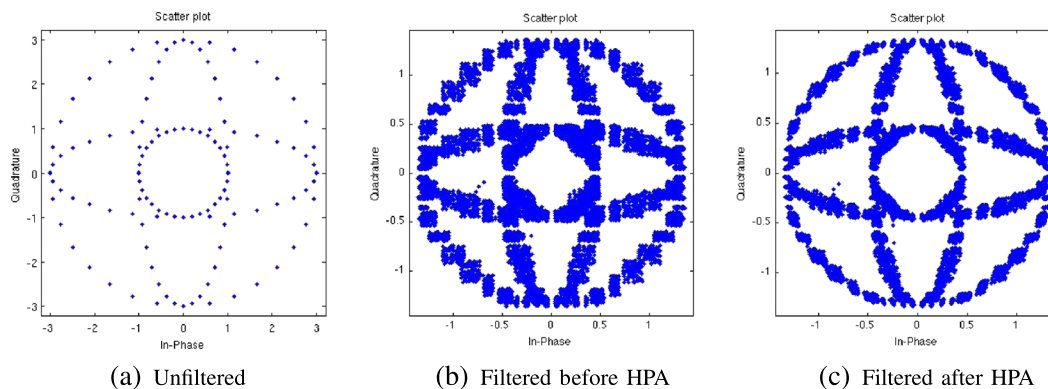 Scatter plot
3
2
1
0
-1
-2
-3
Quadrature
-3 -2 -1 0 1 2 3
In-Phase
(a) Unfiltered
Scatter plot
1
0.5
0
-0.5
-1
Quadrature
-1 -0.5 0 0.5 1
In-Phase
(b) Filtered before HPA
Scatter plot
1
0.5
0
-0.5
-1
Quadrature
-1 -0.5 0 0.5 1
In-Phase
(c) Filtered after HPA